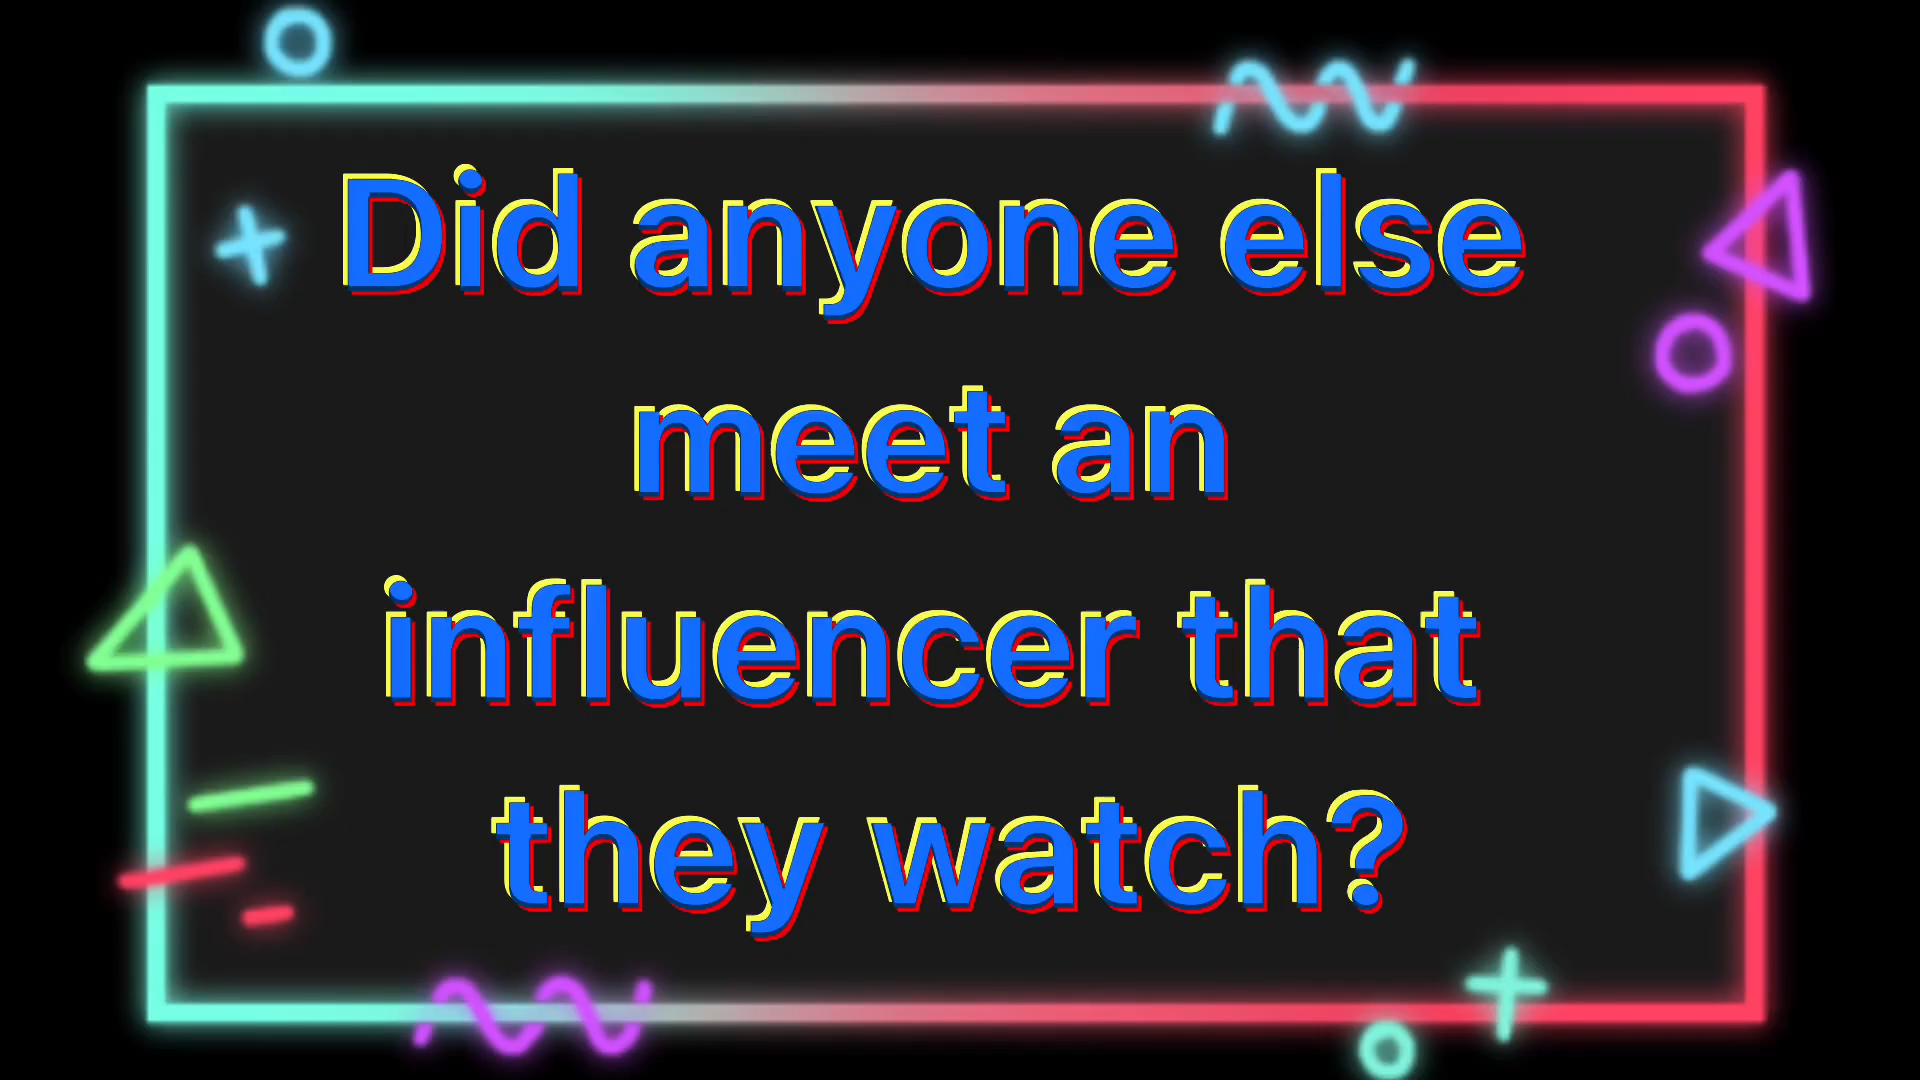 Did anyone else
meet an
influencer that
they watch?